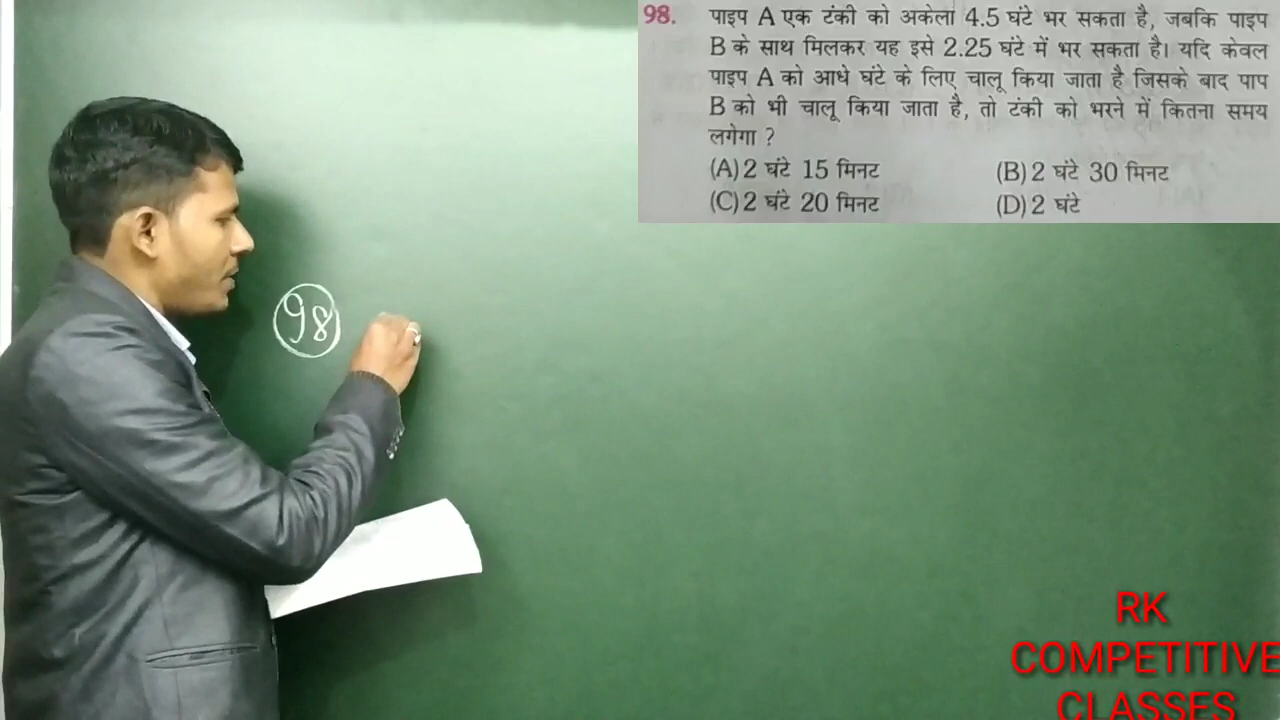 98. पाइप A एक टंकी को अकेला 4.5 घंटे भर सकता है, जबकि पाइप
B के साथ मिलकर यह इसे 2.25 घंटे में भर सकता है। यदि केवल
पाइप A को आधे घंटे के लिए चालू किया जाता है जिसके बाद पाप
B को भी चालू किया जाता है, तो टंकी को भरने में कितना समय
लगेगा ?
(A) 2 घंटे 15 मिनट (B) 2 घंटे 30 मिनट
(C) 2 घंटे 20 मिनट (D) 2 घंटे
98
RK
COMPETITIVE
CLASSES